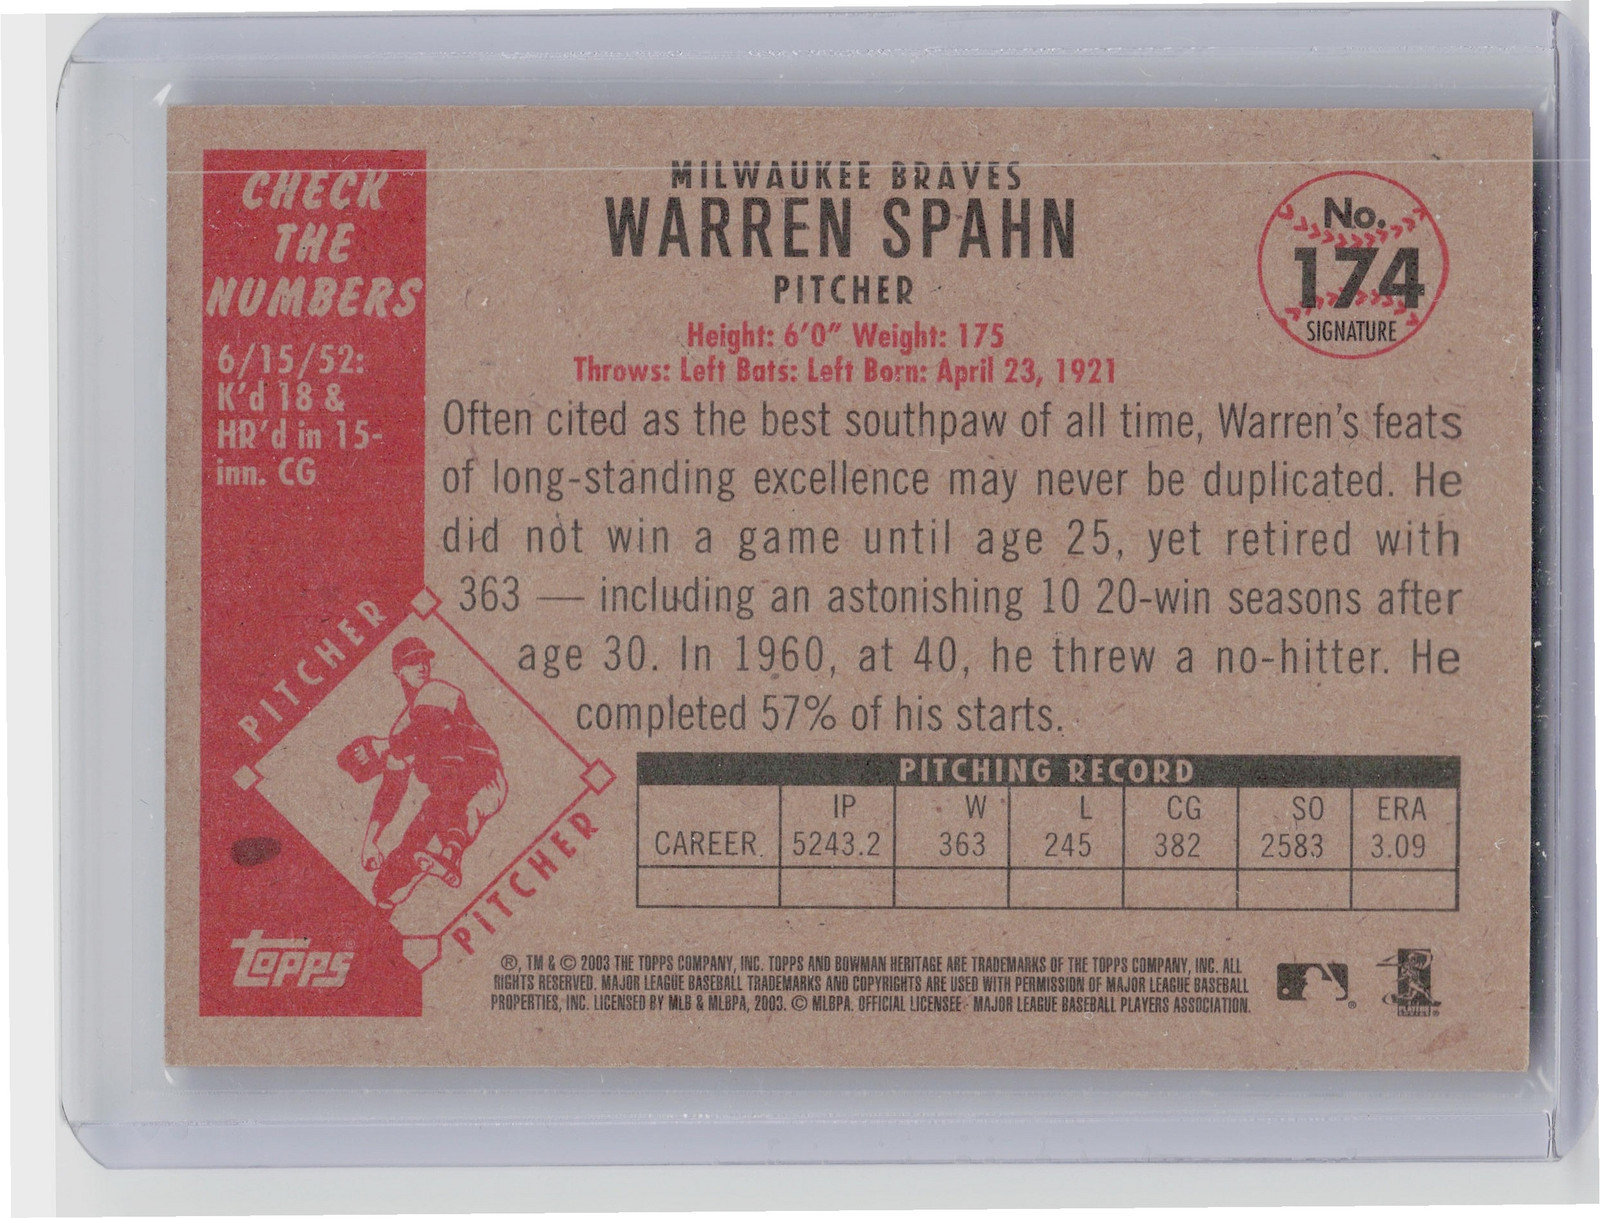 CHECK
THE
NUMBERS
6/15/52:
K'd 18 &
HR'd in 15-
inn. CG
MILWAUKEE BRAVES
WARREN SPAHN
PITCHER
Height: 6'0" Weight: 175
Throws: Left Bats: Left Born: April 23, 1921
No.
174
SIGNATURE
Often cited as the best southpaw of all time, Warren's feats
of long-standing excellence may never be duplicated. He
did not win a game until age 25, yet retired with
363 — including an astonishing 10 20-win seasons after
age 30. In 1960, at 40, he threw a no-hitter. He
completed 57% of his starts.
PITCHER
PITCHER
PITCHING RECORD
IP W L CG SO ERA
CAREER 5243.2 363 245 382 2583 3.09
Topps
®, TM & © 2003 THE TOPPS COMPANY, INC. TOPPS AND BOWMAN HERITAGE ARE TRADEMARKS OF THE TOPPS COMPANY, INC. ALL
RIGHTS RESERVED. MAJOR LEAGUE BASEBALL TRADEMARKS AND COPYRIGHTS ARE USED WITH PERMISSION OF MAJOR LEAGUE BASEBALL
PROPERTIES, INC. LICENSED BY MLB & MLBPA, 2003. © MLBPA. OFFICIAL LICENSEE - MAJOR LEAGUE BASEBALL PLAYERS ASSOCIATION.